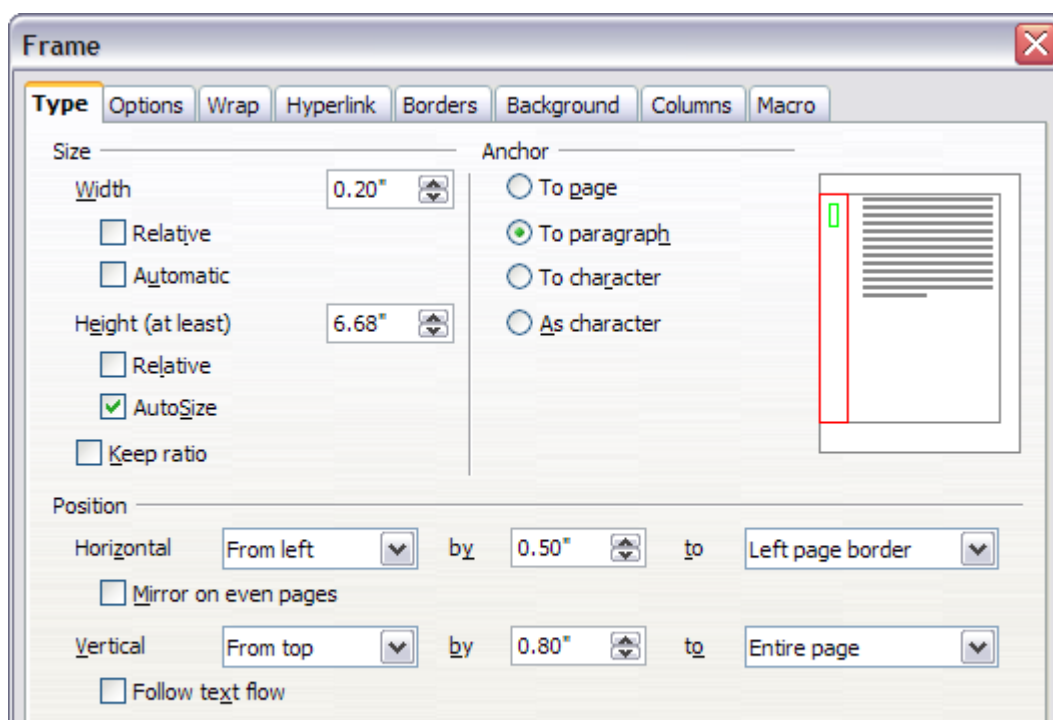 Frame
Type Options Wrap Hyperlink Borders Background Columns Macro
Size
Width 0.20"
Relative
Automatic
Height (at least) 6.68"
Relative
AutoSize
Keep ratio
Anchor
To page
To paragraph
To character
As character
Position
Horizontal From left by 0.50" to Left page border
Mirror on even pages
Vertical From top by 0.80" to Entire page
Follow text flow